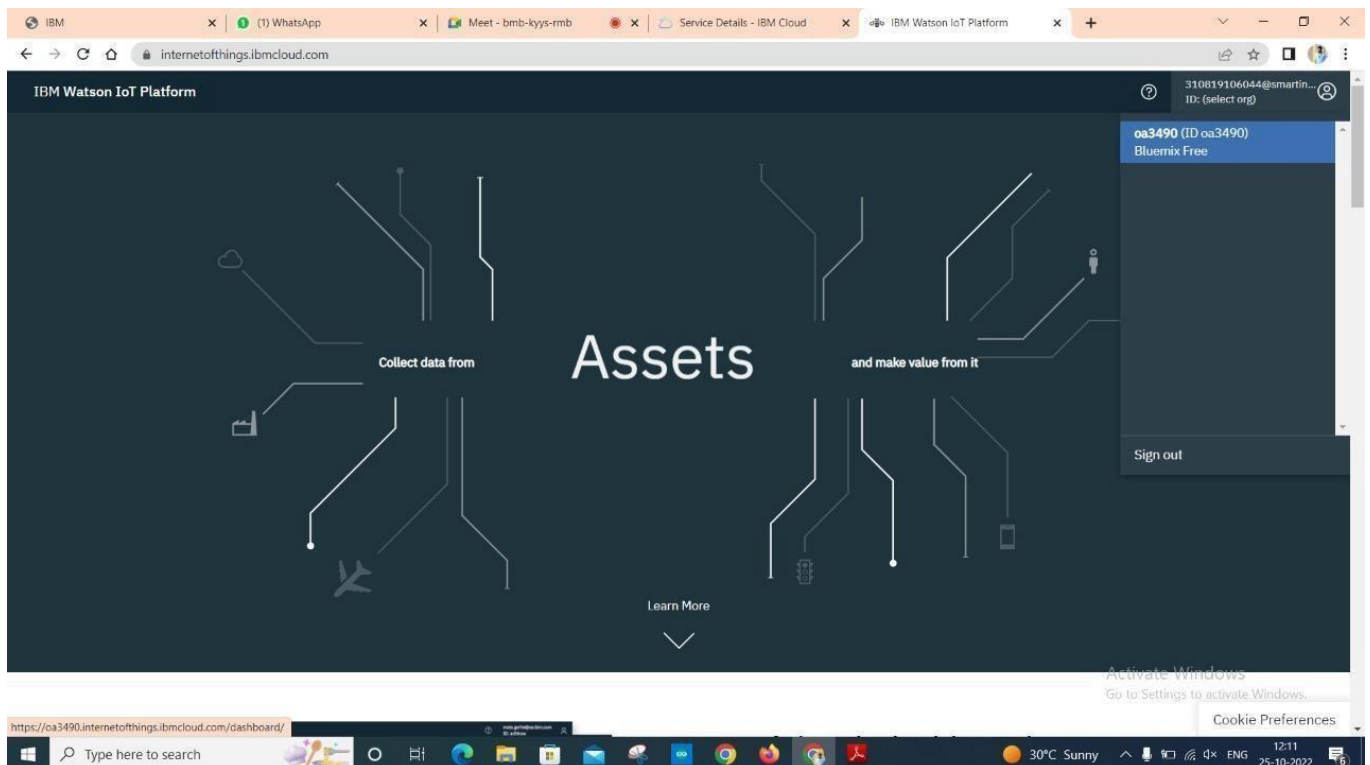 IBM
(1) WhatsApp
Meet - bmb-kyys-rmb
Service Details - IBM Cloud
IBM Watson IoT Platform
internetofthings.ibmcloud.com
IBM Watson IoT Platform
310819106044@smartin...
ID: (select org)
oa3490 (ID oa3490)
Bluemix Free
Sign out
Collect data from
Assets
and make value from it
Learn More
Activate Windows
Go to Settings to activate Windows.
Cookie Preferences
https://oa3490.internetofthings.ibmcloud.com/dashboard/
Type here to search
30°C Sunny
ENG
12:11
25-10-2022
6